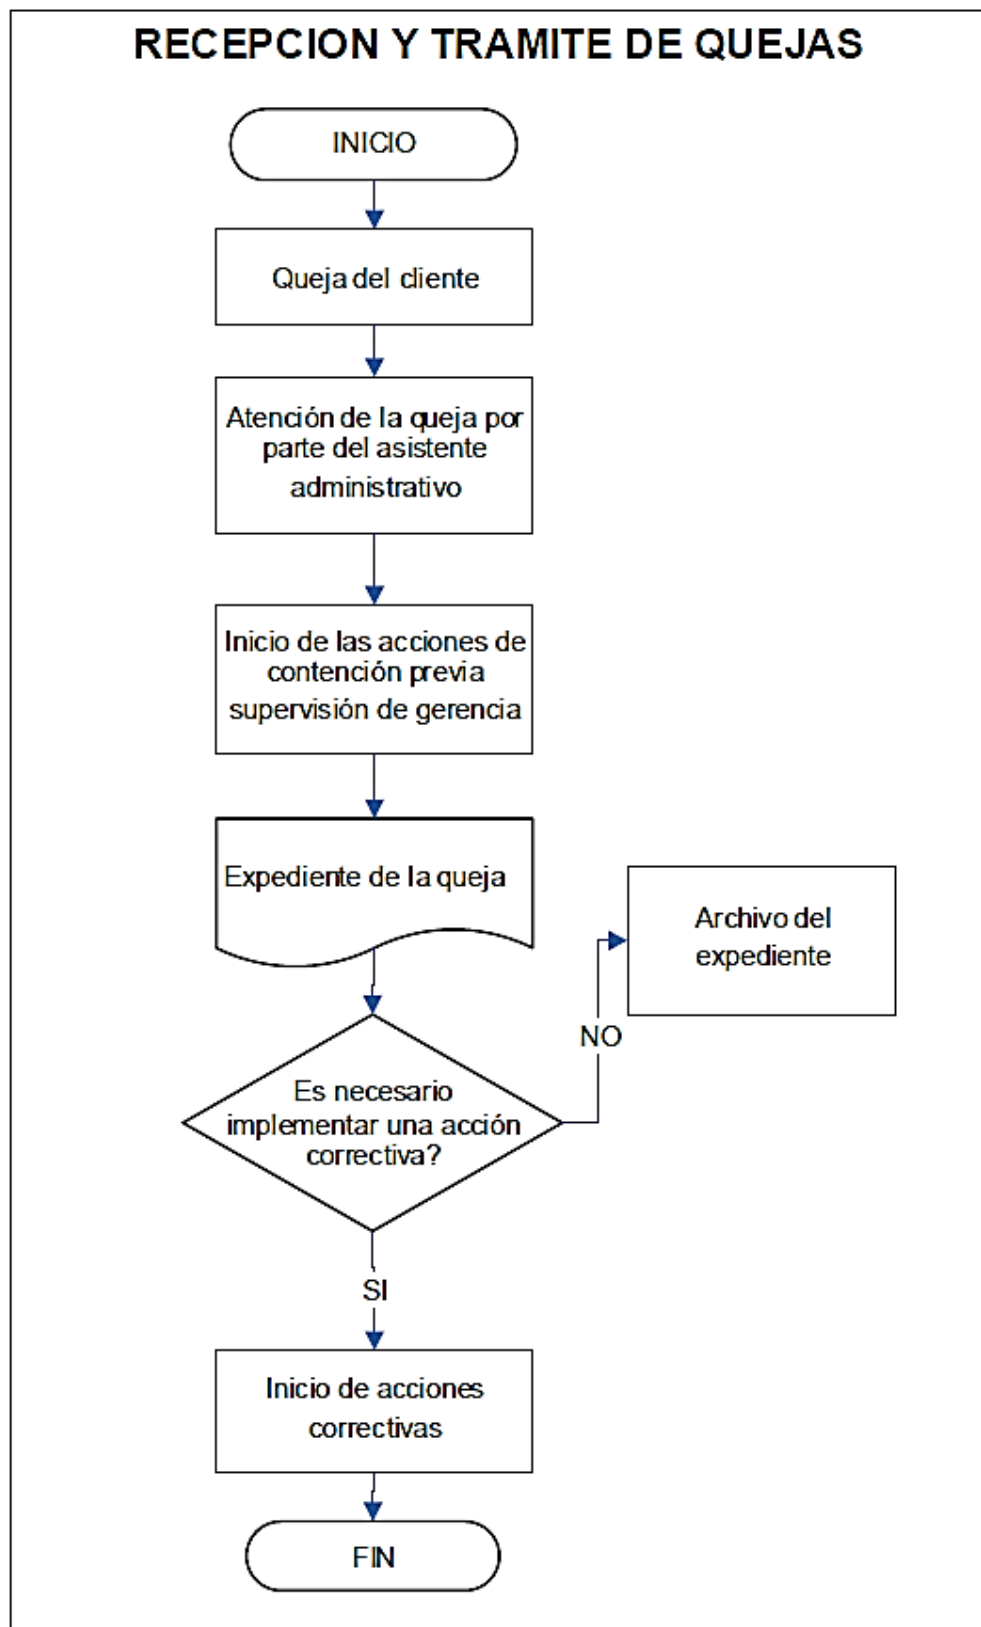 RECEPCION Y TRAMITE DE QUEJAS
INICIO
Queja del cliente
Atención de la queja por
parte del asistente
administrativo
Inicio de las acciones de
contención previa
supervisión de gerencia
Expediente de la queja
Archivo del
expediente
NO
Es necesario
implementar una acción
correctiva?
SI
Inicio de acciones
correctivas
FIN